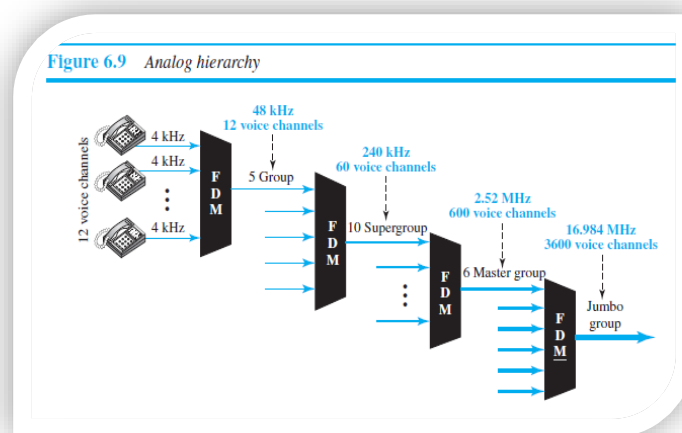 Figure 6.9 Analog hierarchy
48 kHz
12 voice channels
12 voice channels
4 kHz
4 kHz
4 kHz
F
D
M
5 Group
240 kHz
60 voice channels
F
D
M
10 Supergroup
2.52 MHz
600 voice channels
F
D
M
6 Master group
16.984 MHz
3600 voice channels
F
D
M
Jumbo
group